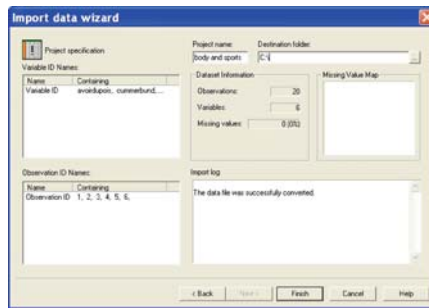 Import data wizard
Project specification
Project name:
Destination folder:
body and sports
C:\
...
Variable ID Names:
Name Containing
Variable ID avoirdupois, cummerbund,...
Dataset Information
Observations: 20
Variables: 6
Missing values: 0 (0%)
Missing Value Map
Observation ID Names:
Name Containing
Observation ID 1, 2, 3, 4, 5, 6,
Import log
The data file was successfully converted.
< Back
Next >
Finish
Cancel
Help